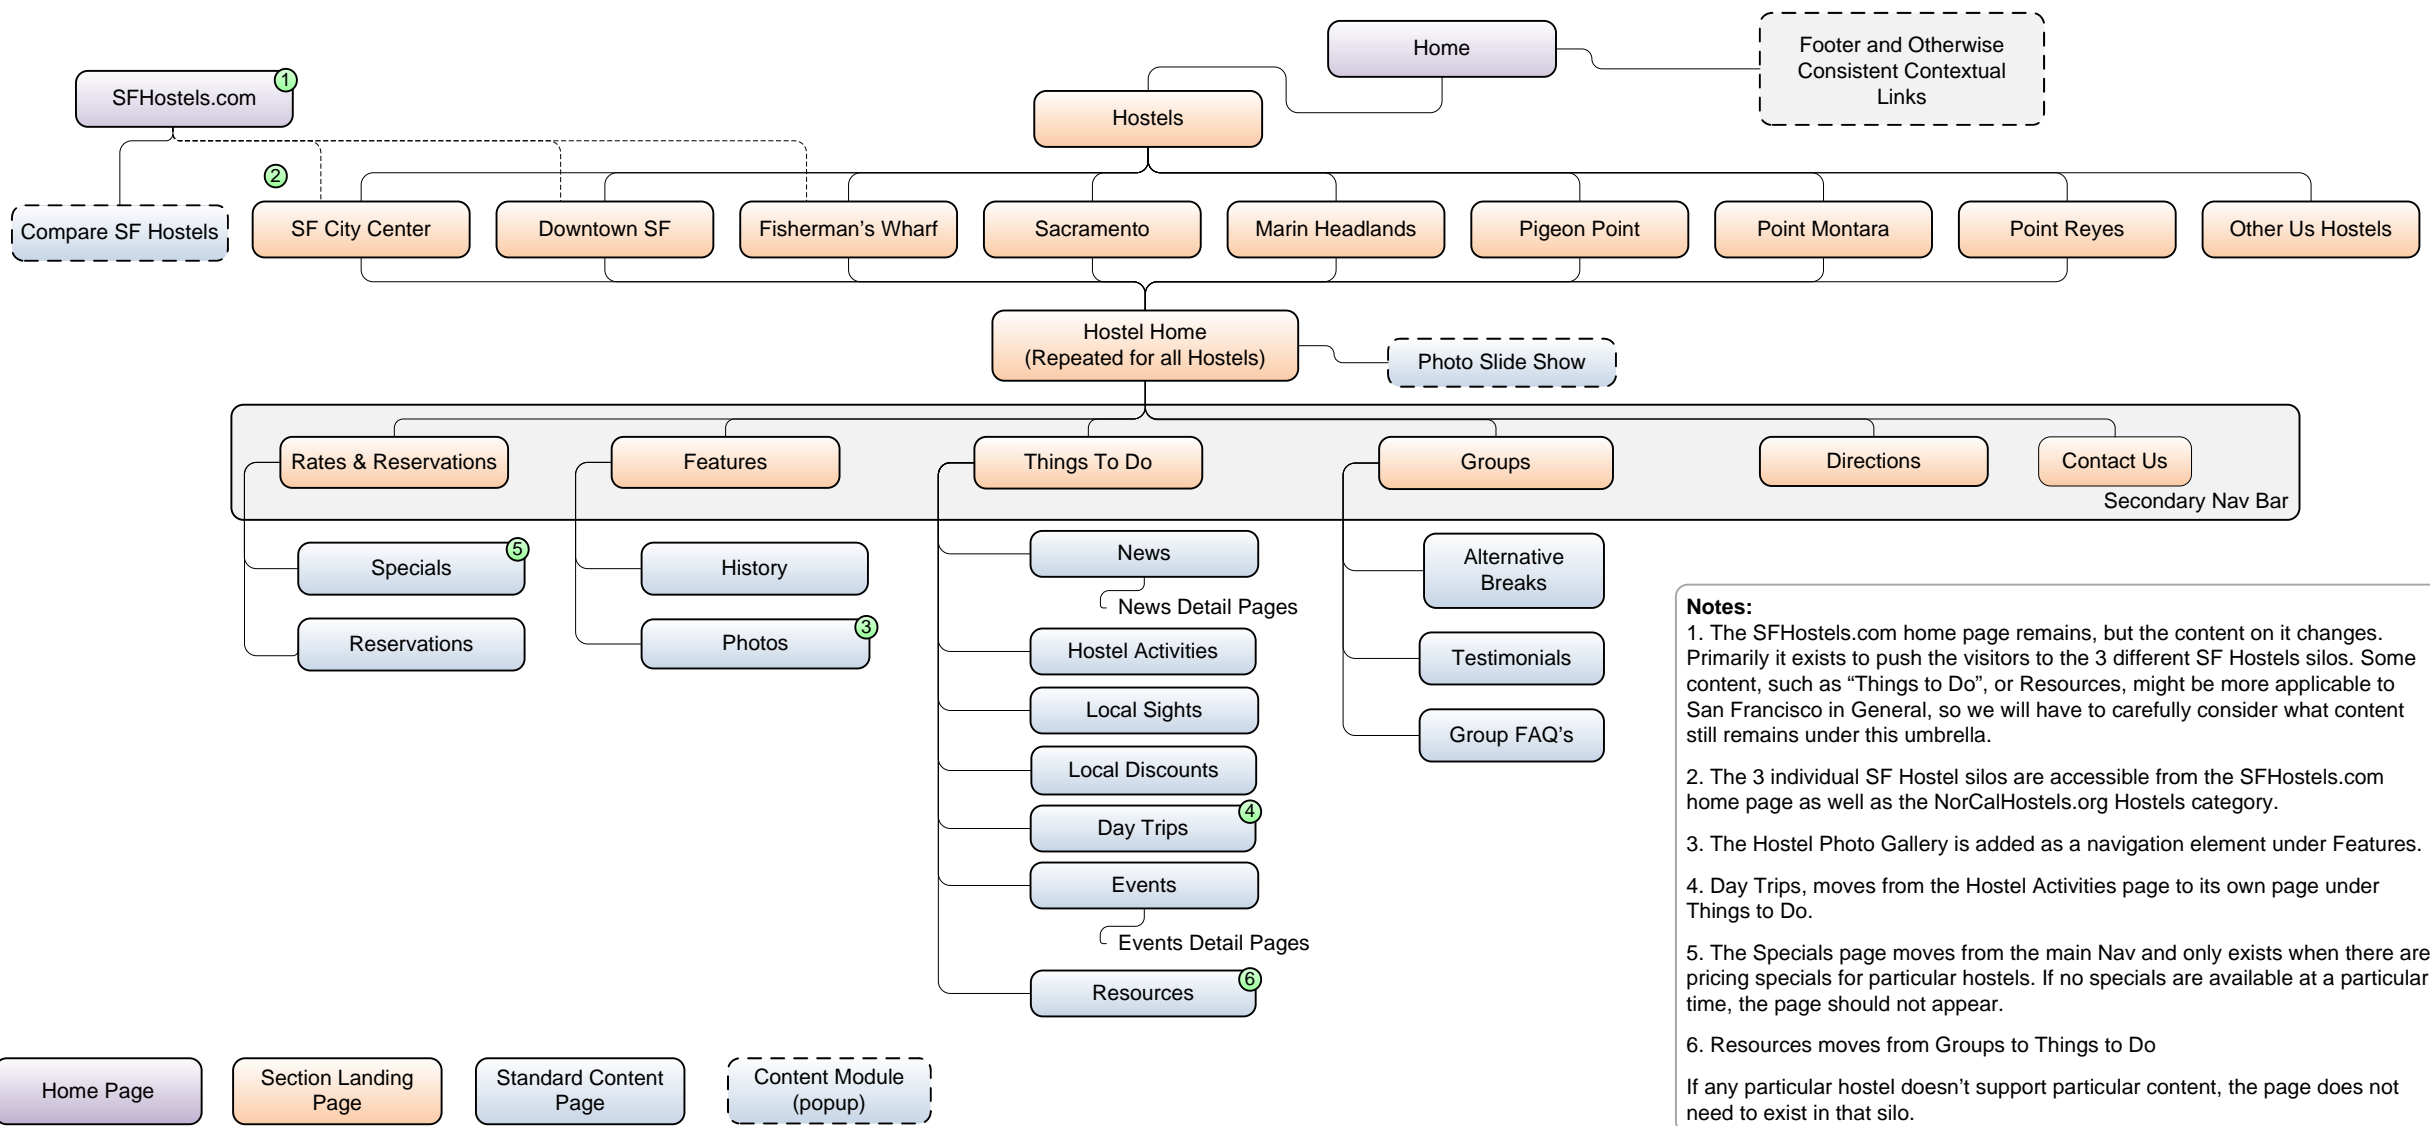 Home
Footer and Otherwise
Consistent Contextual
Links
SFHostels.com
1
Hostels
2
Compare SF Hostels
SF City Center
Downtown SF
Fisherman's Wharf
Sacramento
Marin Headlands
Pigeon Point
Point Montara
Point Reyes
Other Us Hostels
Hostel Home
(Repeated for all Hostels)
Photo Slide Show
Rates & Reservations
Features
Things To Do
Groups
Directions
Contact Us
Secondary Nav Bar
Specials
5
Reservations
History
Photos
3
News
News Detail Pages
Hostel Activities
Local Sights
Local Discounts
Day Trips
4
Events
Events Detail Pages
Resources
6
Alternative
Breaks
Testimonials
Group FAQ's
Notes:
1. The SFHostels.com home page remains, but the content on it changes.
Primarily it exists to push the visitors to the 3 different SF Hostels silos. Some
content, such as “Things to Do”, or Resources, might be more applicable to
San Francisco in General, so we will have to carefully consider what content
still remains under this umbrella.
2. The 3 individual SF Hostel silos are accessible from the SFHostels.com
home page as well as the NorCalHostels.org Hostels category.
3. The Hostel Photo Gallery is added as a navigation element under Features.
4. Day Trips, moves from the Hostel Activities page to its own page under
Things to Do.
5. The Specials page moves from the main Nav and only exists when there are
pricing specials for particular hostels. If no specials are available at a particular
time, the page should not appear.
6. Resources moves from Groups to Things to Do
If any particular hostel doesn't support particular content, the page does not
need to exist in that silo.
Home Page
Section Landing
Page
Standard Content
Page
Content Module
(popup)